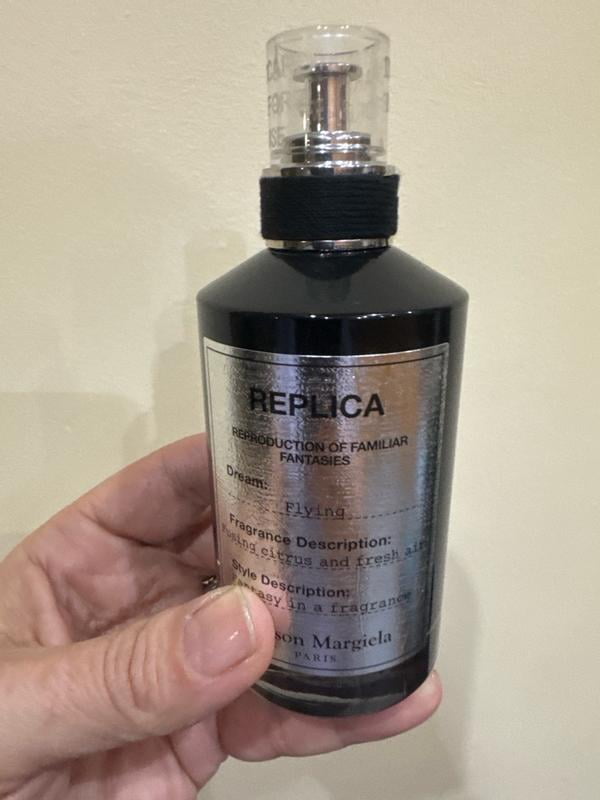 REPLICA
REPRODUCTION OF FAMILIAR
FANTASIES
Dream:
Flying
Fragrance Description:
citrus and fresh air
Style Description:
in a fragrance
Margiela
PARIS